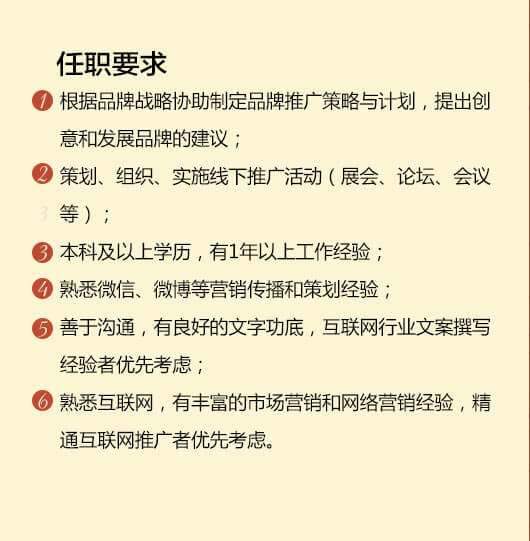 任职要求
1 根据品牌战略协助制定品牌推广策略与计划，提出创
意和发展品牌的建议；
2 策划、组织、实施线下推广活动（展会、论坛、会议
3 等）；
3 本科及以上学历，有1年以上工作经验；
4 熟悉微信、微博等营销传播和策划经验；
5 善于沟通，有良好的文字功底，互联网行业文案撰写
经验者优先考虑；
6 熟悉互联网，有丰富的市场营销和网络营销经验，精
通互联网推广者优先考虑。